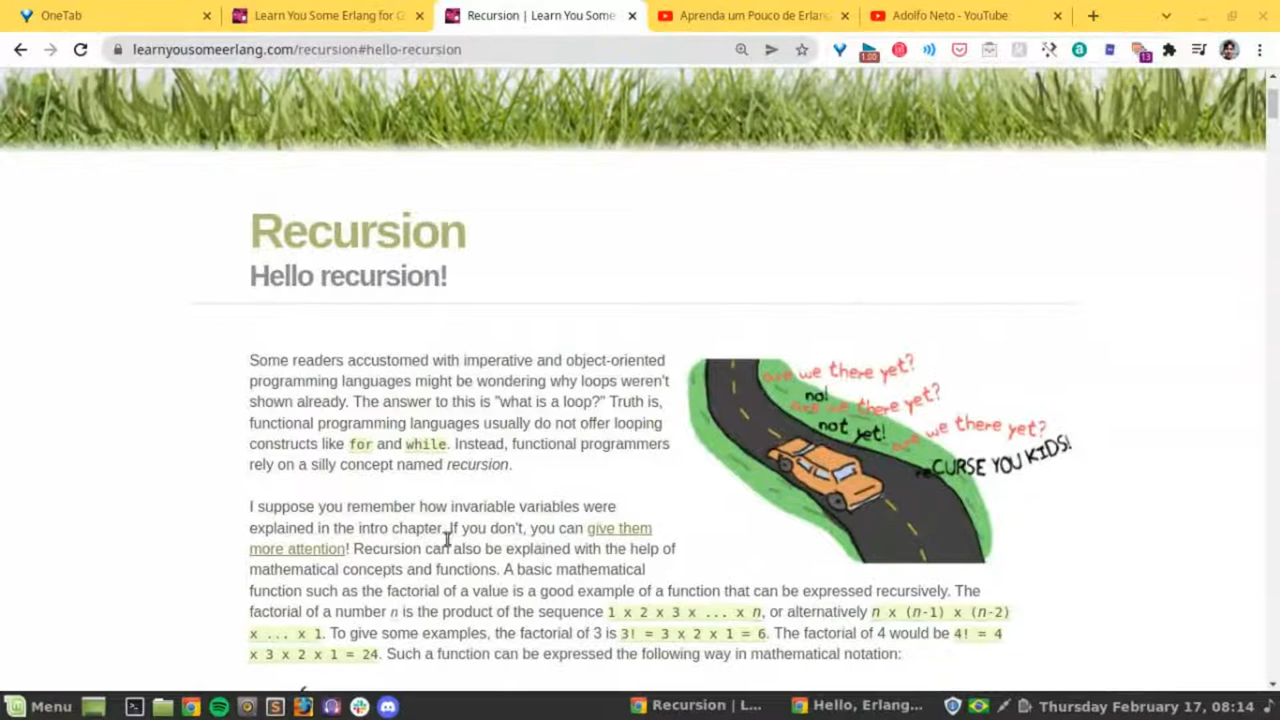 OneTab
Learn You Some Erlang for G
Recursion | Learn You Some
Aprenda um Pouco de Erlan
Adolfo Neto - YouTube
learnyousomeerlang.com/recursion#hello-recursion
1.00
13
Recursion
Hello recursion!
Some readers accustomed with imperative and object-oriented
programming languages might be wondering why loops weren't
shown already. The answer to this is "what is a loop?" Truth is,
functional programming languages usually do not offer looping
constructs like for and while. Instead, functional programmers
rely on a silly concept named recursion.
are we there yet?
no!
are we there yet?
not yet!
are we there yet?
reCURSE YOU KIDS!
I suppose you remember how invariable variables were
explained in the intro chapter. If you don't, you can give them
more attention! Recursion can also be explained with the help of
mathematical concepts and functions. A basic mathematical
function such as the factorial of a value is a good example of a function that can be expressed recursively. The
factorial of a number n is the product of the sequence 1 x 2 x 3 x ... x n, or alternatively n x (n-1) x (n-2)
x ... x 1. To give some examples, the factorial of 3 is 3! = 3 x 2 x 1 = 6. The factorial of 4 would be 4! = 4
x 3 x 2 x 1 = 24. Such a function can be expressed the following way in mathematical notation:
Menu
Recursion | L...
Hello, Erlang...
Thursday February 17, 08:14